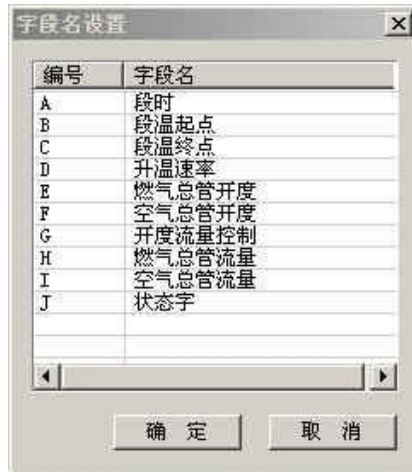 字段名设置
编号 字段名
A 段时
B 段温起点
C 段温终点
D 升温速率
E 燃气总管开度
F 空气总管开度
G 开度流量控制
H 燃气总管流量
I 空气总管流量
J 状态字
确 定 取 消